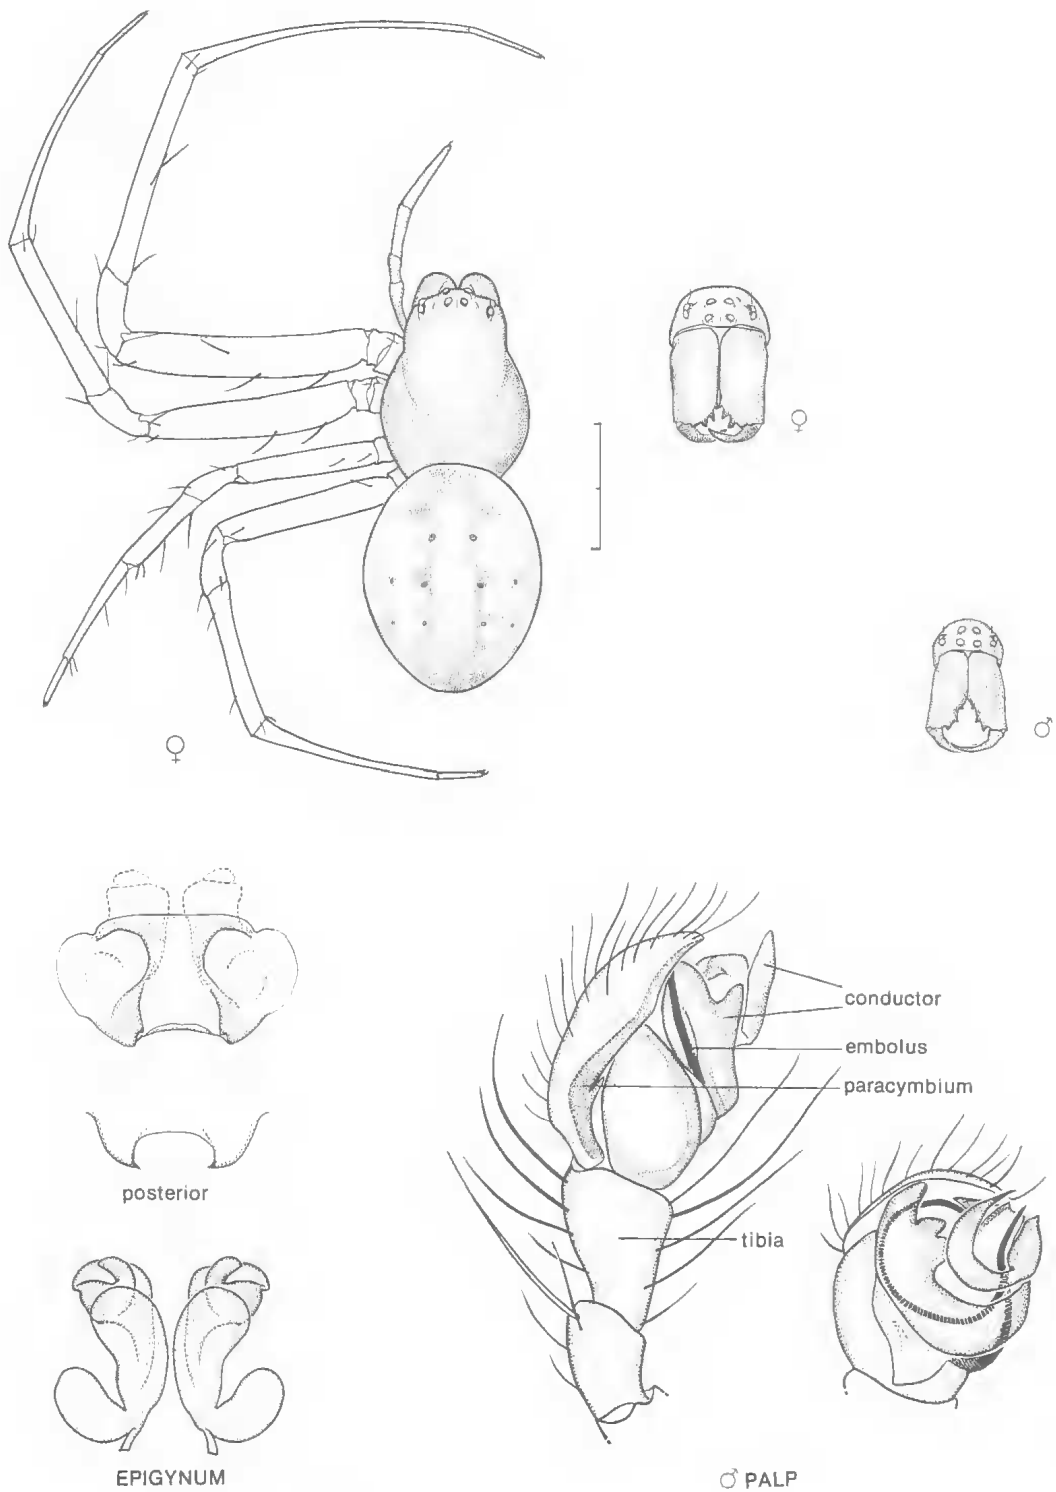 ♀
♀
♂
conductor
embolus
paracymbium
posterior
tibia
EPIGYNUM
♂ PALP